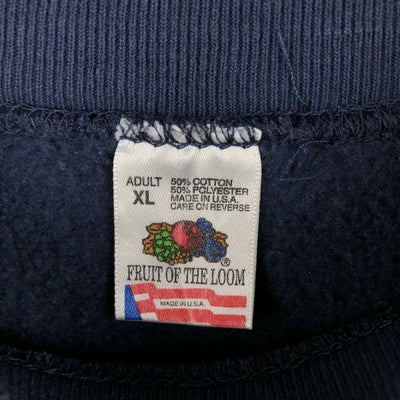 ADULT
XL
50% COTTON
50% POLYESTER
MADE IN U.S.A.
CARE ON REVERSE
®
FRUIT OF THE LOOM
MADE IN U.S.A.